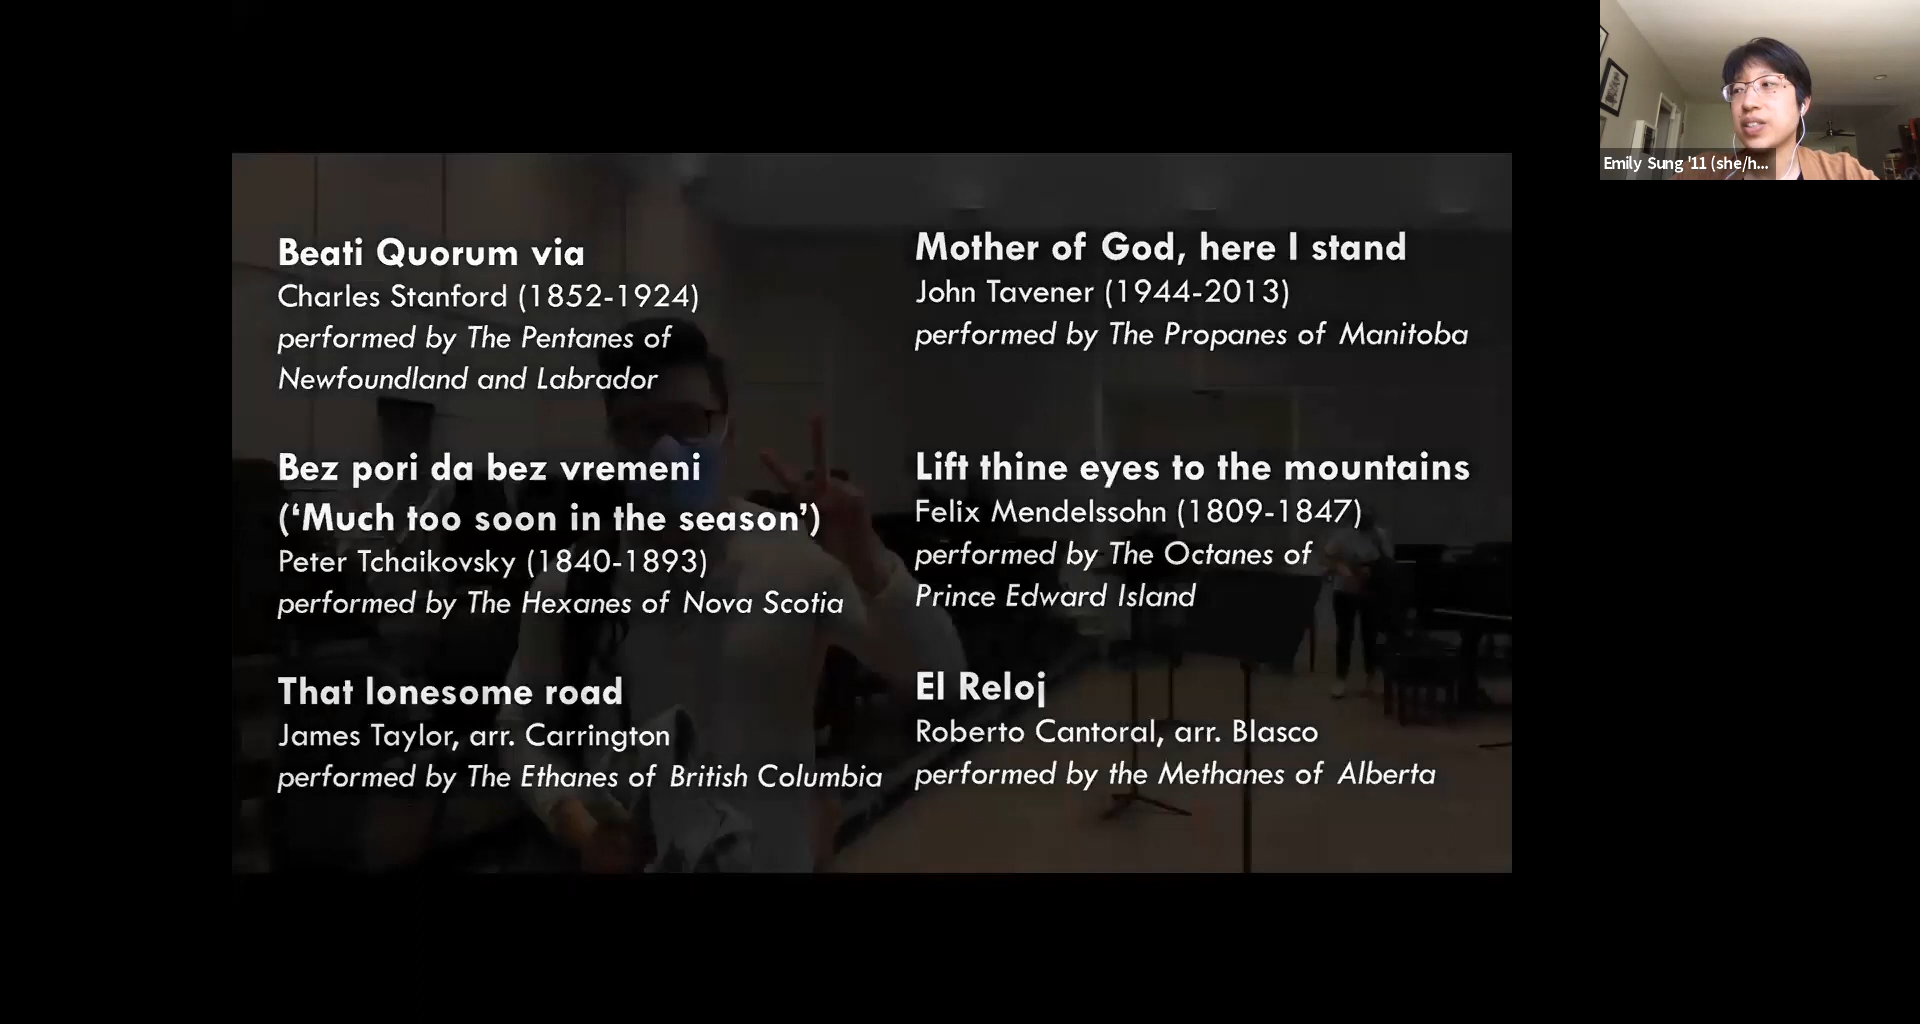 Beati Quorum via
Charles Stanford (1852-1924)
performed by The Pentanes of
Newfoundland and Labrador
Bez pori da bez vremeni
(‘Much too soon in the season’)
Peter Tchaikovsky (1840-1893)
performed by The Hexanes of Nova Scotia
That lonesome road
James Taylor, arr. Carrington
performed by The Ethanes of British Columbia
Mother of God, here I stand
John Tavener (1944-2013)
performed by The Propanes of Manitoba
Lift thine eyes to the mountains
Felix Mendelssohn (1809-1847)
performed by The Octanes of
Prince Edward Island
El Reloj
Roberto Cantoral, arr. Blasco
performed by the Methanes of Alberta
Emily Sung '11 (she/h...